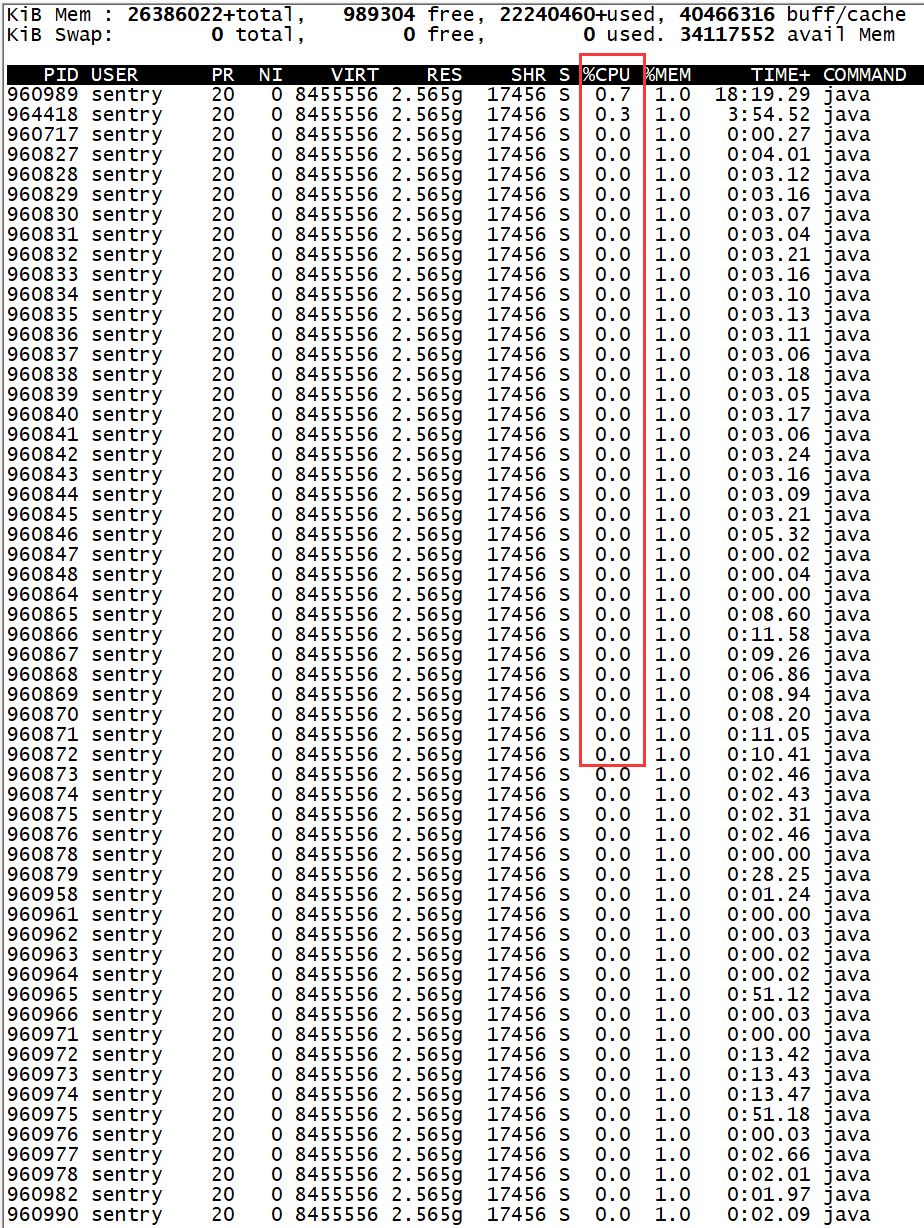 KiB Mem : 26386022+total,   989304 free, 22240460+used, 40466316 buff/cache
KiB Swap:        0 total,        0 free,        0 used. 34117552 avail Mem
PID USER PR NI VIRT RES SHR S %CPU %MEM TIME+ COMMAND
960989 sentry 20 0 8455556 2.565g 17456 S 0.7 1.0 18:19.29 java
964418 sentry 20 0 8455556 2.565g 17456 S 0.3 1.0 3:54.52 java
960717 sentry 20 0 8455556 2.565g 17456 S 0.0 1.0 0:00.27 java
960827 sentry 20 0 8455556 2.565g 17456 S 0.0 1.0 0:04.01 java
960828 sentry 20 0 8455556 2.565g 17456 S 0.0 1.0 0:03.12 java
960829 sentry 20 0 8455556 2.565g 17456 S 0.0 1.0 0:03.16 java
960830 sentry 20 0 8455556 2.565g 17456 S 0.0 1.0 0:03.07 java
960831 sentry 20 0 8455556 2.565g 17456 S 0.0 1.0 0:03.04 java
960832 sentry 20 0 8455556 2.565g 17456 S 0.0 1.0 0:03.21 java
960833 sentry 20 0 8455556 2.565g 17456 S 0.0 1.0 0:03.16 java
960834 sentry 20 0 8455556 2.565g 17456 S 0.0 1.0 0:03.10 java
960835 sentry 20 0 8455556 2.565g 17456 S 0.0 1.0 0:03.13 java
960836 sentry 20 0 8455556 2.565g 17456 S 0.0 1.0 0:03.11 java
960837 sentry 20 0 8455556 2.565g 17456 S 0.0 1.0 0:03.06 java
960838 sentry 20 0 8455556 2.565g 17456 S 0.0 1.0 0:03.18 java
960839 sentry 20 0 8455556 2.565g 17456 S 0.0 1.0 0:03.05 java
960840 sentry 20 0 8455556 2.565g 17456 S 0.0 1.0 0:03.17 java
960841 sentry 20 0 8455556 2.565g 17456 S 0.0 1.0 0:03.06 java
960842 sentry 20 0 8455556 2.565g 17456 S 0.0 1.0 0:03.24 java
960843 sentry 20 0 8455556 2.565g 17456 S 0.0 1.0 0:03.16 java
960844 sentry 20 0 8455556 2.565g 17456 S 0.0 1.0 0:03.09 java
960845 sentry 20 0 8455556 2.565g 17456 S 0.0 1.0 0:03.21 java
960846 sentry 20 0 8455556 2.565g 17456 S 0.0 1.0 0:05.32 java
960847 sentry 20 0 8455556 2.565g 17456 S 0.0 1.0 0:00.02 java
960848 sentry 20 0 8455556 2.565g 17456 S 0.0 1.0 0:00.04 java
960864 sentry 20 0 8455556 2.565g 17456 S 0.0 1.0 0:00.00 java
960865 sentry 20 0 8455556 2.565g 17456 S 0.0 1.0 0:08.60 java
960866 sentry 20 0 8455556 2.565g 17456 S 0.0 1.0 0:11.58 java
960867 sentry 20 0 8455556 2.565g 17456 S 0.0 1.0 0:09.26 java
960868 sentry 20 0 8455556 2.565g 17456 S 0.0 1.0 0:06.86 java
960869 sentry 20 0 8455556 2.565g 17456 S 0.0 1.0 0:08.94 java
960870 sentry 20 0 8455556 2.565g 17456 S 0.0 1.0 0:08.20 java
960871 sentry 20 0 8455556 2.565g 17456 S 0.0 1.0 0:11.05 java
960872 sentry 20 0 8455556 2.565g 17456 S 0.0 1.0 0:10.41 java
960873 sentry 20 0 8455556 2.565g 17456 S 0.0 1.0 0:02.46 java
960874 sentry 20 0 8455556 2.565g 17456 S 0.0 1.0 0:02.43 java
960875 sentry 20 0 8455556 2.565g 17456 S 0.0 1.0 0:02.31 java
960876 sentry 20 0 8455556 2.565g 17456 S 0.0 1.0 0:02.46 java
960878 sentry 20 0 8455556 2.565g 17456 S 0.0 1.0 0:00.00 java
960879 sentry 20 0 8455556 2.565g 17456 S 0.0 1.0 0:28.25 java
960958 sentry 20 0 8455556 2.565g 17456 S 0.0 1.0 0:01.24 java
960961 sentry 20 0 8455556 2.565g 17456 S 0.0 1.0 0:00.00 java
960962 sentry 20 0 8455556 2.565g 17456 S 0.0 1.0 0:00.03 java
960963 sentry 20 0 8455556 2.565g 17456 S 0.0 1.0 0:00.02 java
960964 sentry 20 0 8455556 2.565g 17456 S 0.0 1.0 0:00.02 java
960965 sentry 20 0 8455556 2.565g 17456 S 0.0 1.0 0:51.12 java
960966 sentry 20 0 8455556 2.565g 17456 S 0.0 1.0 0:00.03 java
960971 sentry 20 0 8455556 2.565g 17456 S 0.0 1.0 0:00.00 java
960972 sentry 20 0 8455556 2.565g 17456 S 0.0 1.0 0:13.42 java
960973 sentry 20 0 8455556 2.565g 17456 S 0.0 1.0 0:13.43 java
960974 sentry 20 0 8455556 2.565g 17456 S 0.0 1.0 0:13.47 java
960975 sentry 20 0 8455556 2.565g 17456 S 0.0 1.0 0:51.18 java
960976 sentry 20 0 8455556 2.565g 17456 S 0.0 1.0 0:00.03 java
960977 sentry 20 0 8455556 2.565g 17456 S 0.0 1.0 0:02.66 java
960978 sentry 20 0 8455556 2.565g 17456 S 0.0 1.0 0:02.01 java
960982 sentry 20 0 8455556 2.565g 17456 S 0.0 1.0 0:01.97 java
960990 sentry 20 0 8455556 2.565g 17456 S 0.0 1.0 0:02.09 java